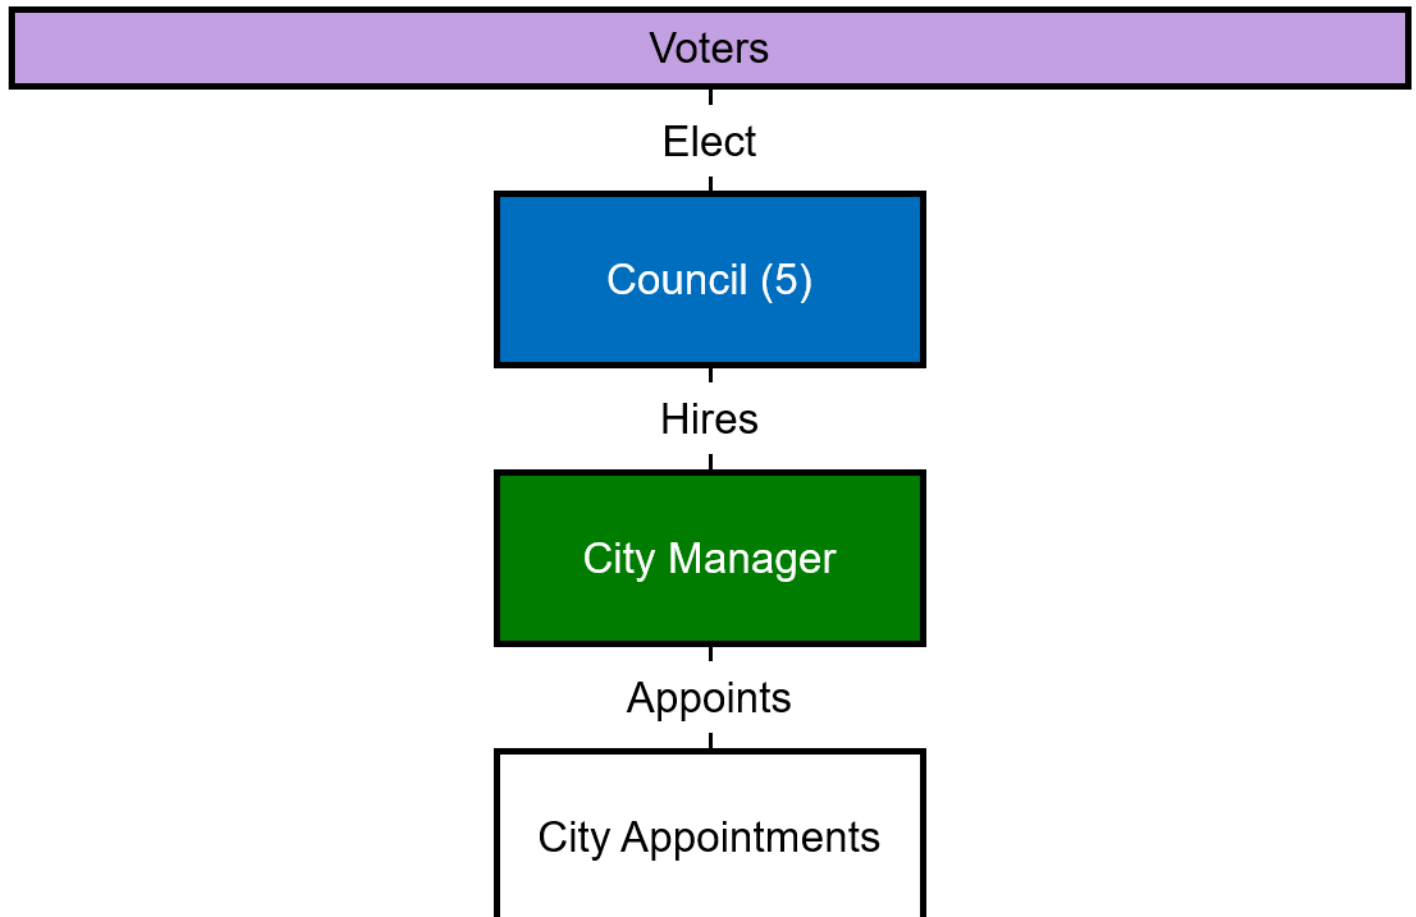 Voters
Elect
Council (5)
Hires
City Manager
Appoints
City Appointments